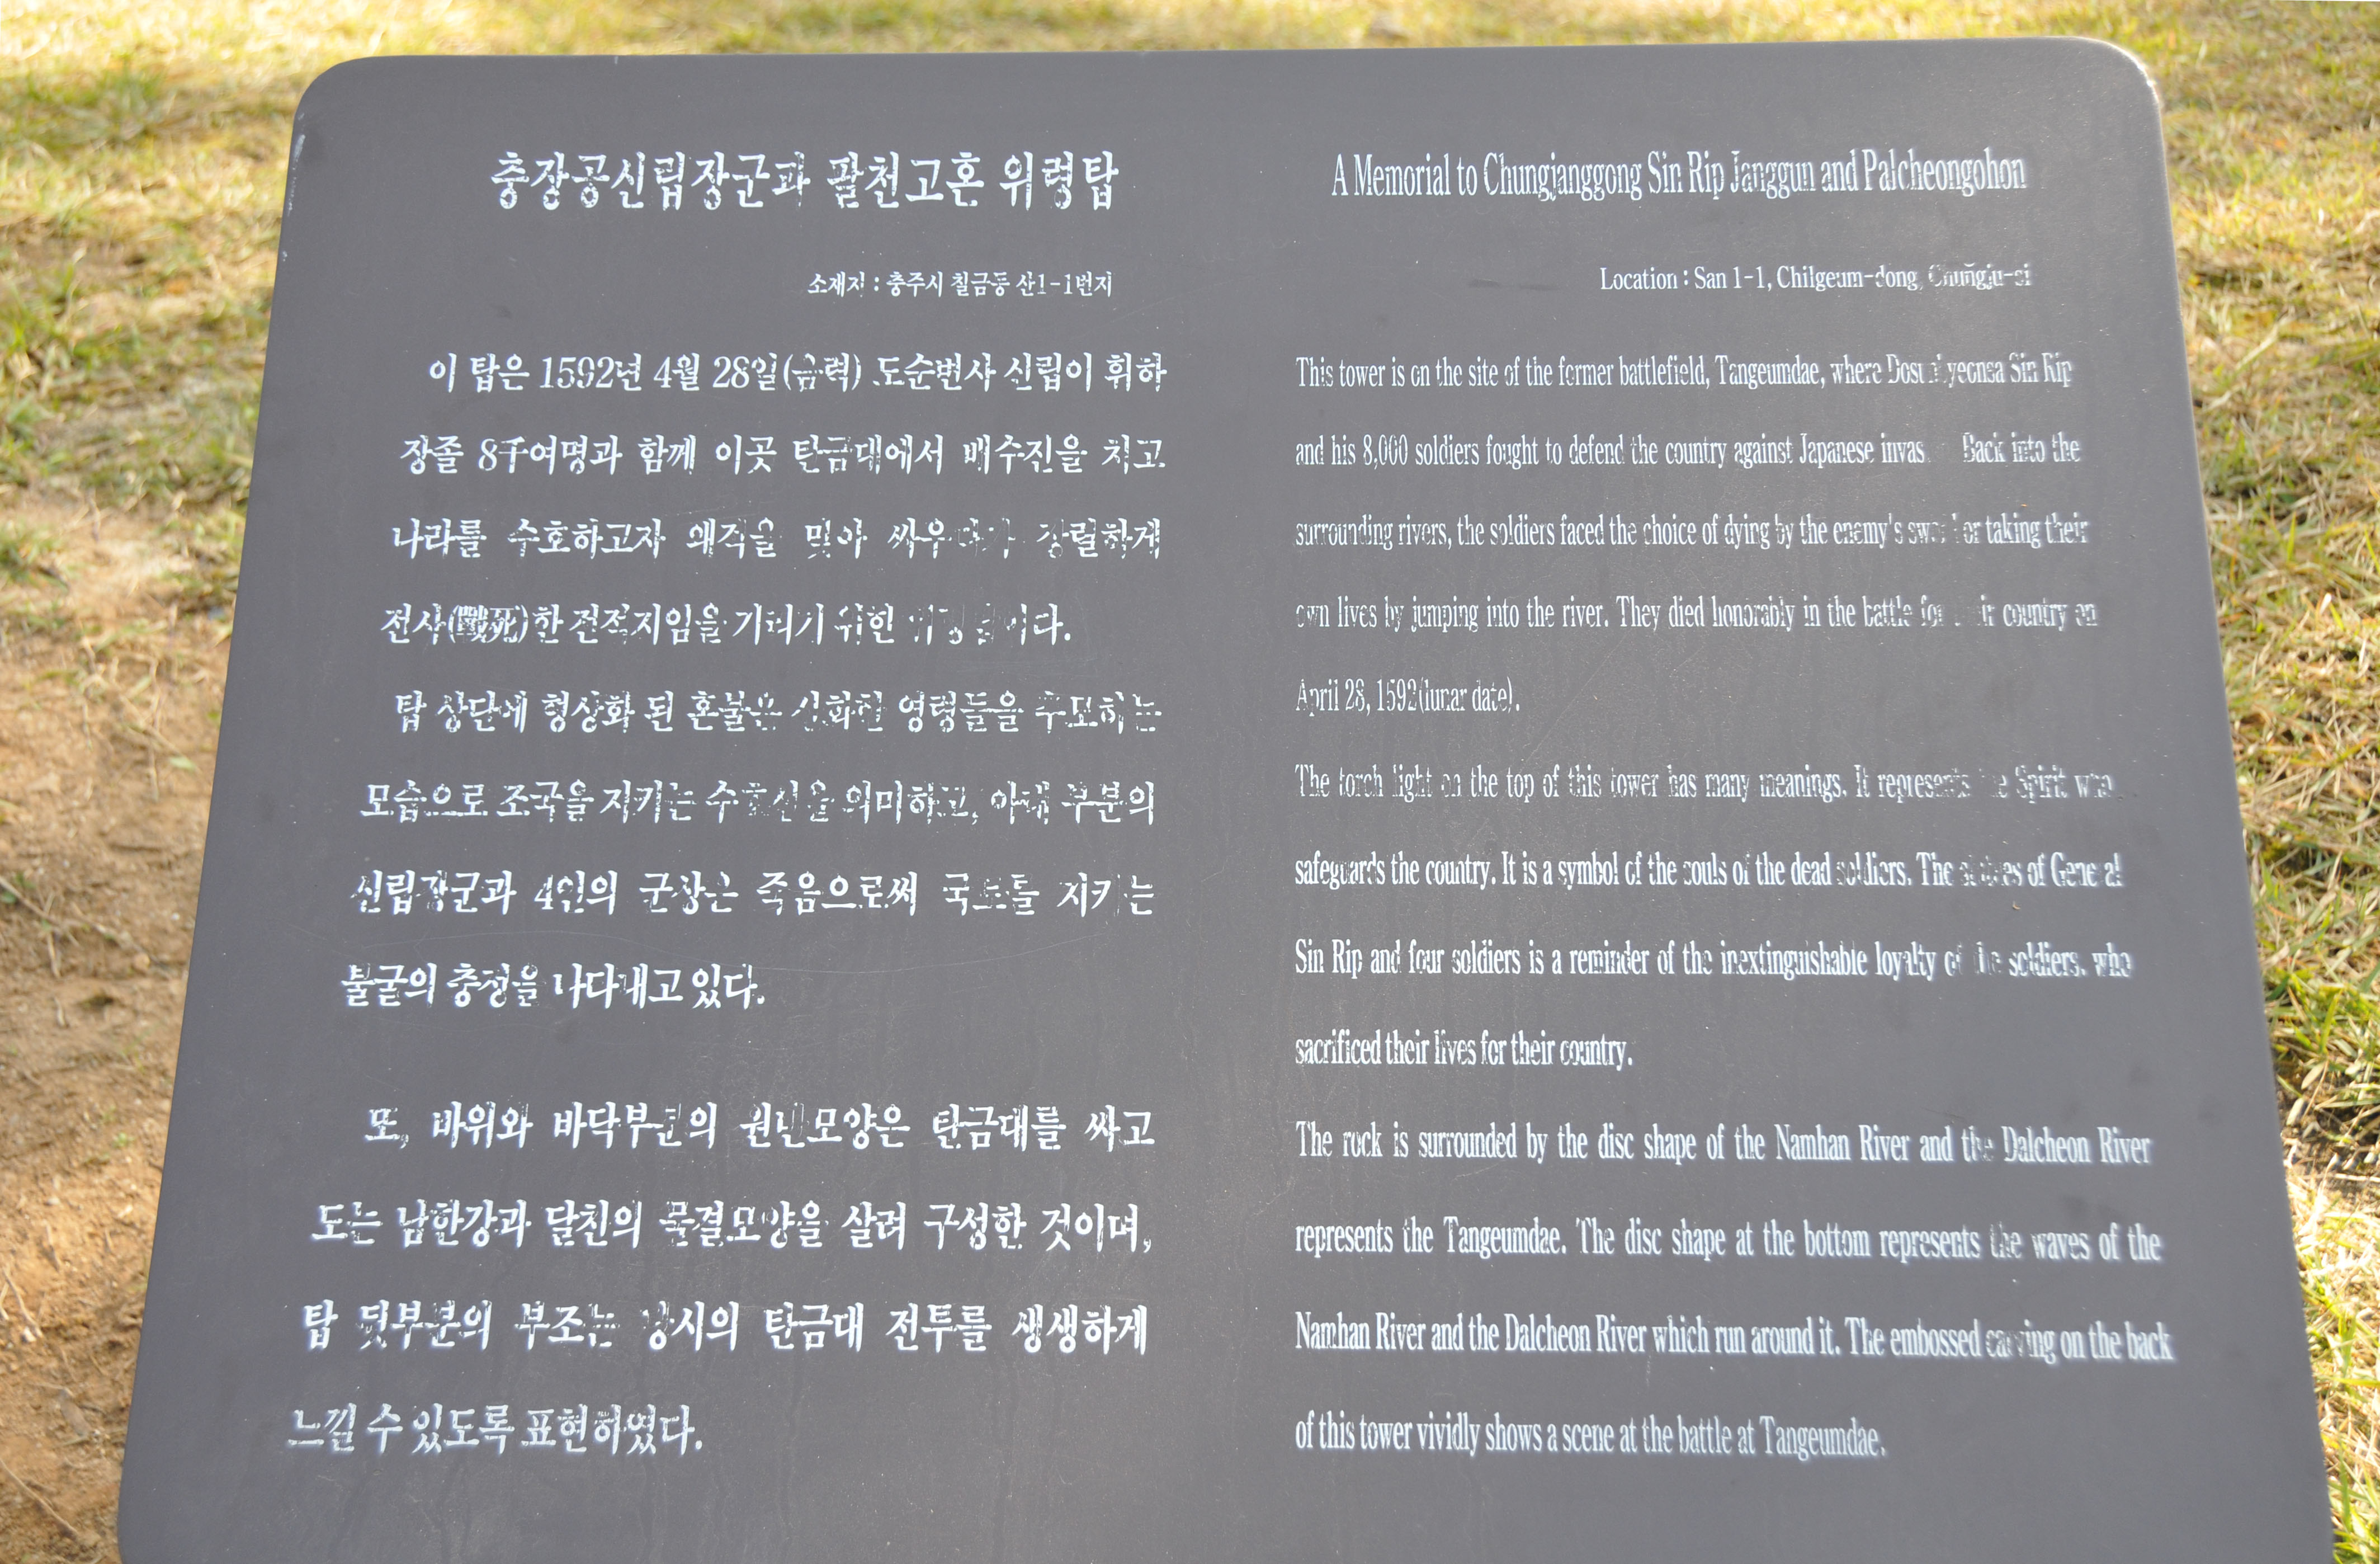 충장공신립장군과 팔천고혼 위령탑
소재지 : 충주시 칠금동 산1-1번지
이 탑은 1592년 4월 28일(음력) 도순변사 신립이 휘하
장졸 8千여명과 함께 이곳 탄금대에서 배수진을 치고
나라를 수호하고자 왜적을 맞아 싸우다가 장렬하게
전사(戰死)한 전적지임을 기리기 위한 위령탑이다.
탑 상단에 형상화 된 혼불은 산화한 영령들을 추모하는
모습으로 조국을 지키는 수호신을 의미하고, 아래 부분의
신립장군과 4인의 군상은 죽음으로써 국토를 지키는
불굴의 충정을 나타내고 있다.
또, 바위와 바닥부분의 원반모양은 탄금대를 싸고
도는 남한강과 달천의 물결모양을 살려 구성한 것이며,
탑 뒷부분의 부조는 당시의 탄금대 전투를 생생하게
느낄 수 있도록 표현하였다.
A Memorial to Chungjanggong Sin Rip Janggun and Palcheongohon
Location : San 1-1, Chilgeum-dong, Chungju-si
This tower is on the site of the former battlefield, Tangeumdae, where Sin Rip
and his 8,000 soldiers fought to defend the country against Japanese Back into the
surrounding rivers, the soldiers faced the choice of dying by the enemy's or taking their
own lives by jumping into the river. They died honorably in the battle for their country on
April 28, 1592(lunar date).
The torch light on the top of this tower has many meanings. It represents the Spirit who
safeguards the country. It is a symbol of the souls of the dead soldiers. The statues of General
Sin Rip and four soldiers is a reminder of the inextinguishable loyalty of the soldiers, who
sacrificed their lives for their country.
The rock is surrounded by the disc shape of the Namhan River and the Dalcheon River
represents the Tangeumdae. The disc shape at the bottom represents the waves of the
Namhan River and the Dalcheon River which run around it. The embossed carving on the back
of this tower vividly shows a scene at the battle at Tangeumdae.